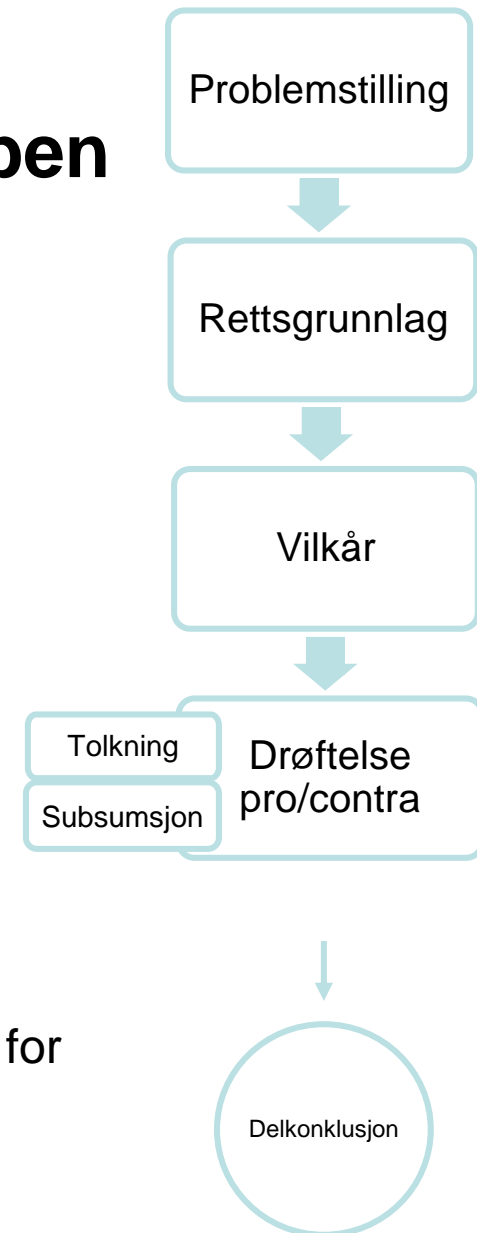 Problemstilling
pen
Rettsgrunnlag
Vilkår
Tolkning
Subsumsjon
Drøftelse
pro/contra
for
Delkonklusjon